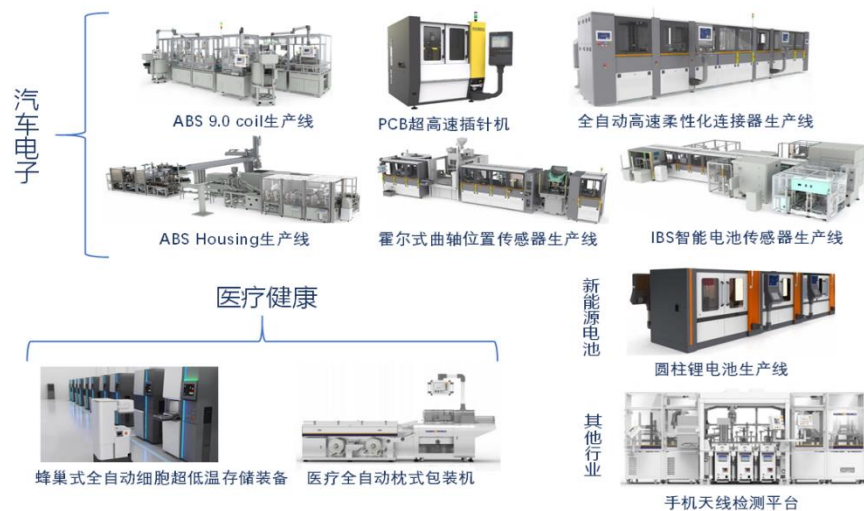 汽车电子
ABS 9.0 coil生产线
PCB超高速插针机
全自动高速柔性化连接器生产线
ABS Housing生产线
霍尔式曲轴位置传感器生产线
IBS智能电池传感器生产线
医疗健康
蜂巢式全自动细胞超低温存储装备
医疗全自动枕式包装机
新能源电池
圆柱锂电池生产线
其他行业
手机天线检测平台